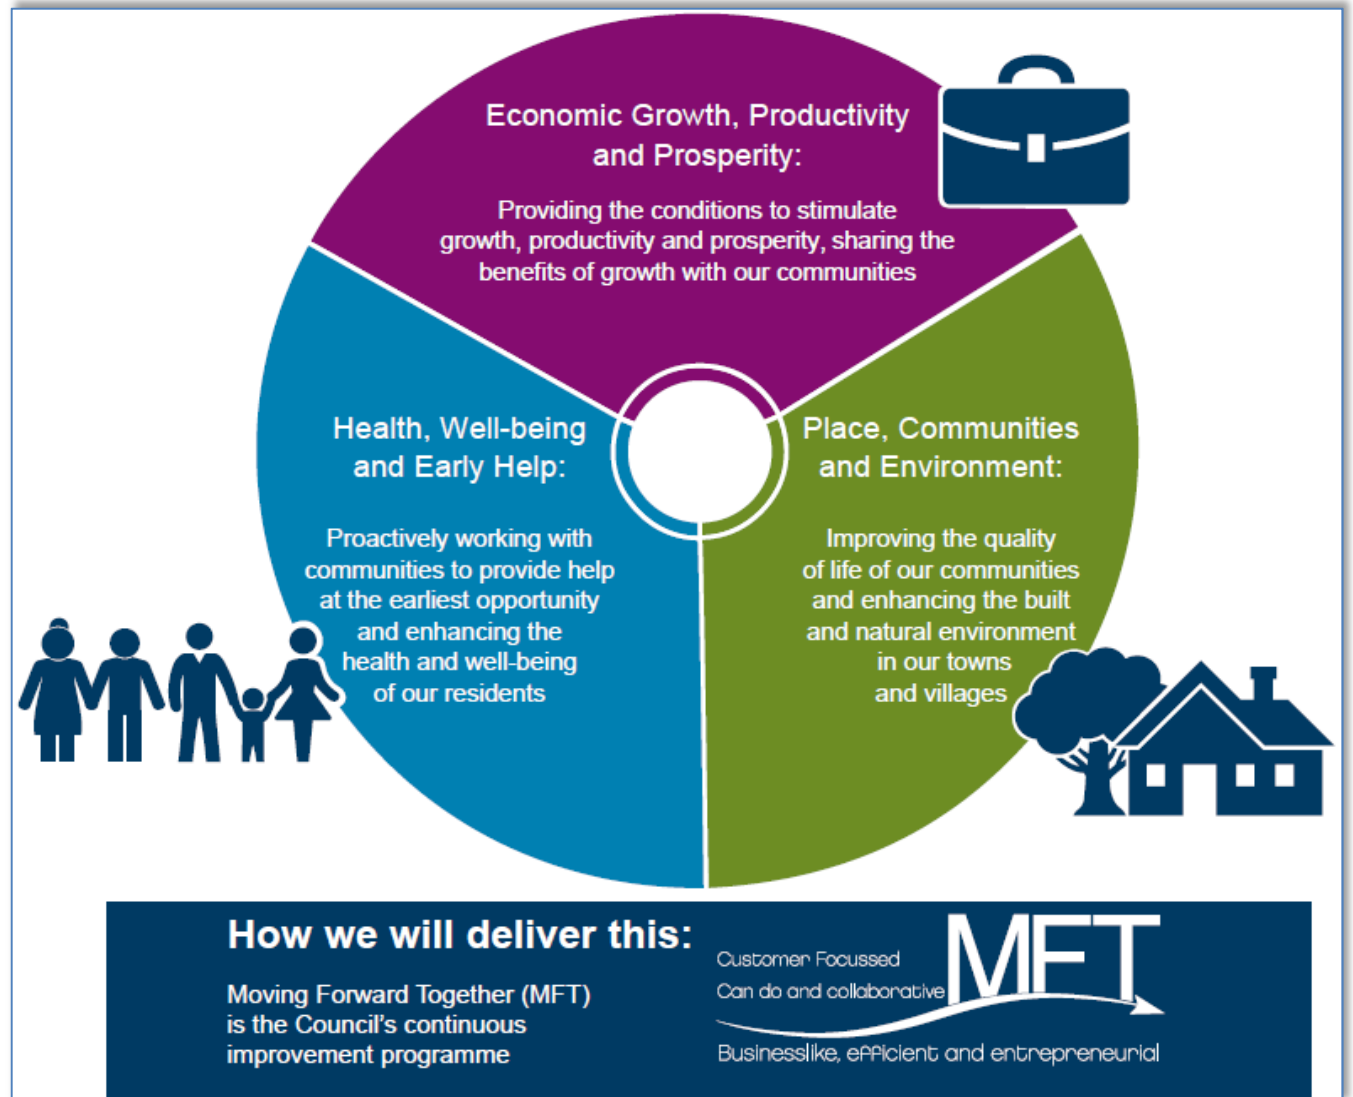 Economic Growth, Productivity
and Prosperity:
Providing the conditions to stimulate
growth, productivity and prosperity, sharing the
benefits of growth with our communities
Health, Well-being
and Early Help:
Proactively working with
communities to provide help
at the earliest opportunity
and enhancing the
health and well-being
of our residents
Place, Communities
and Environment:
Improving the quality
of life of our communities
and enhancing the built
and natural environment
in our towns
and villages
How we will deliver this:
Moving Forward Together (MFT)
is the Council's continuous
improvement programme
Customer Focussed
Can do and collaborative
MFT
Businesslike, efficient and entrepreneurial